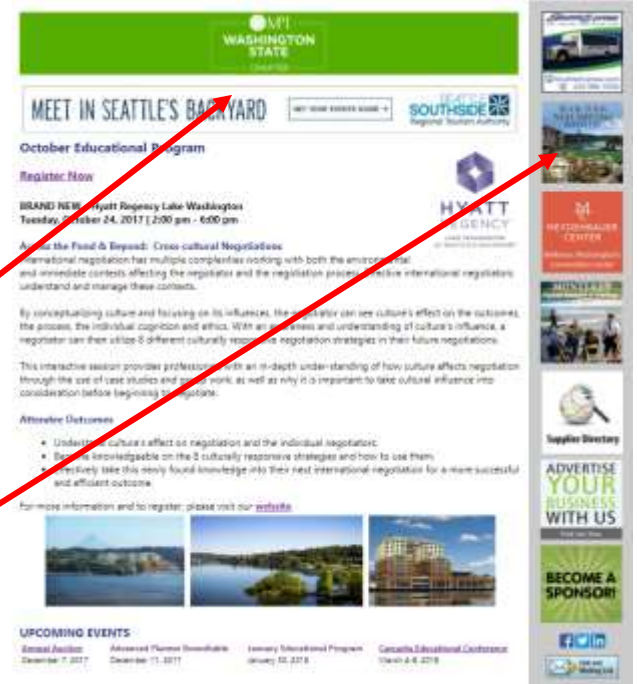 MPI
WASHINGTON
STATE
CHAPTER
MEET IN SEATTLE'S BACKYARD
SEATTLE
SOUTHSIDE
Regional Tourism Authority
October Educational Program
Register Now
BRAND NEW Hyatt Regency Lake Washington
Tuesday, October 24, 2017 | 2:00 pm - 6:00 pm
HYATT
REGENCY
Across the Pond & Beyond: Cross-cultural Negotiations
International negotiation has multiple complexities working with both the environmental
and immediate contexts affecting the negotiator and the negotiation process. Effective international negotiators
understand and manage these contexts.
By conceptualizing culture and focusing on its influences, the negotiator can see culture's effect on the outcomes,
the process, the individual cognition and ethics. With an awareness and understanding of culture's influence, a
negotiator can then utilize 8 different culturally responsive negotiation strategies in their future negotiations.
This interactive session provides professionals with an in-depth under-standing of how culture affects negotiation
through the use of case studies and group work, as well as why it is important to take cultural influence into
consideration before beginning to negotiate.
Attendee Outcomes
• Understand culture's effect on negotiation and the individual negotiators.
• Become knowledgeable on the 8 culturally responsive strategies and how to use them.
• Effectively take this newly found knowledge into their next international negotiation for a more successful
and efficient outcome.
For more information and to register, please visit our website.
UPCOMING EVENTS
Annual Auction
December 7, 2017
Advanced Planner Roundtable
December 11, 2017
January Educational Program
January 10, 2018
Cascadia Educational Conference
March 4-6, 2018
MEYDENBAUER
CENTER
Supplier Directory
ADVERTISE
YOUR
BUSINESS
WITH US
BECOME A
SPONSOR!